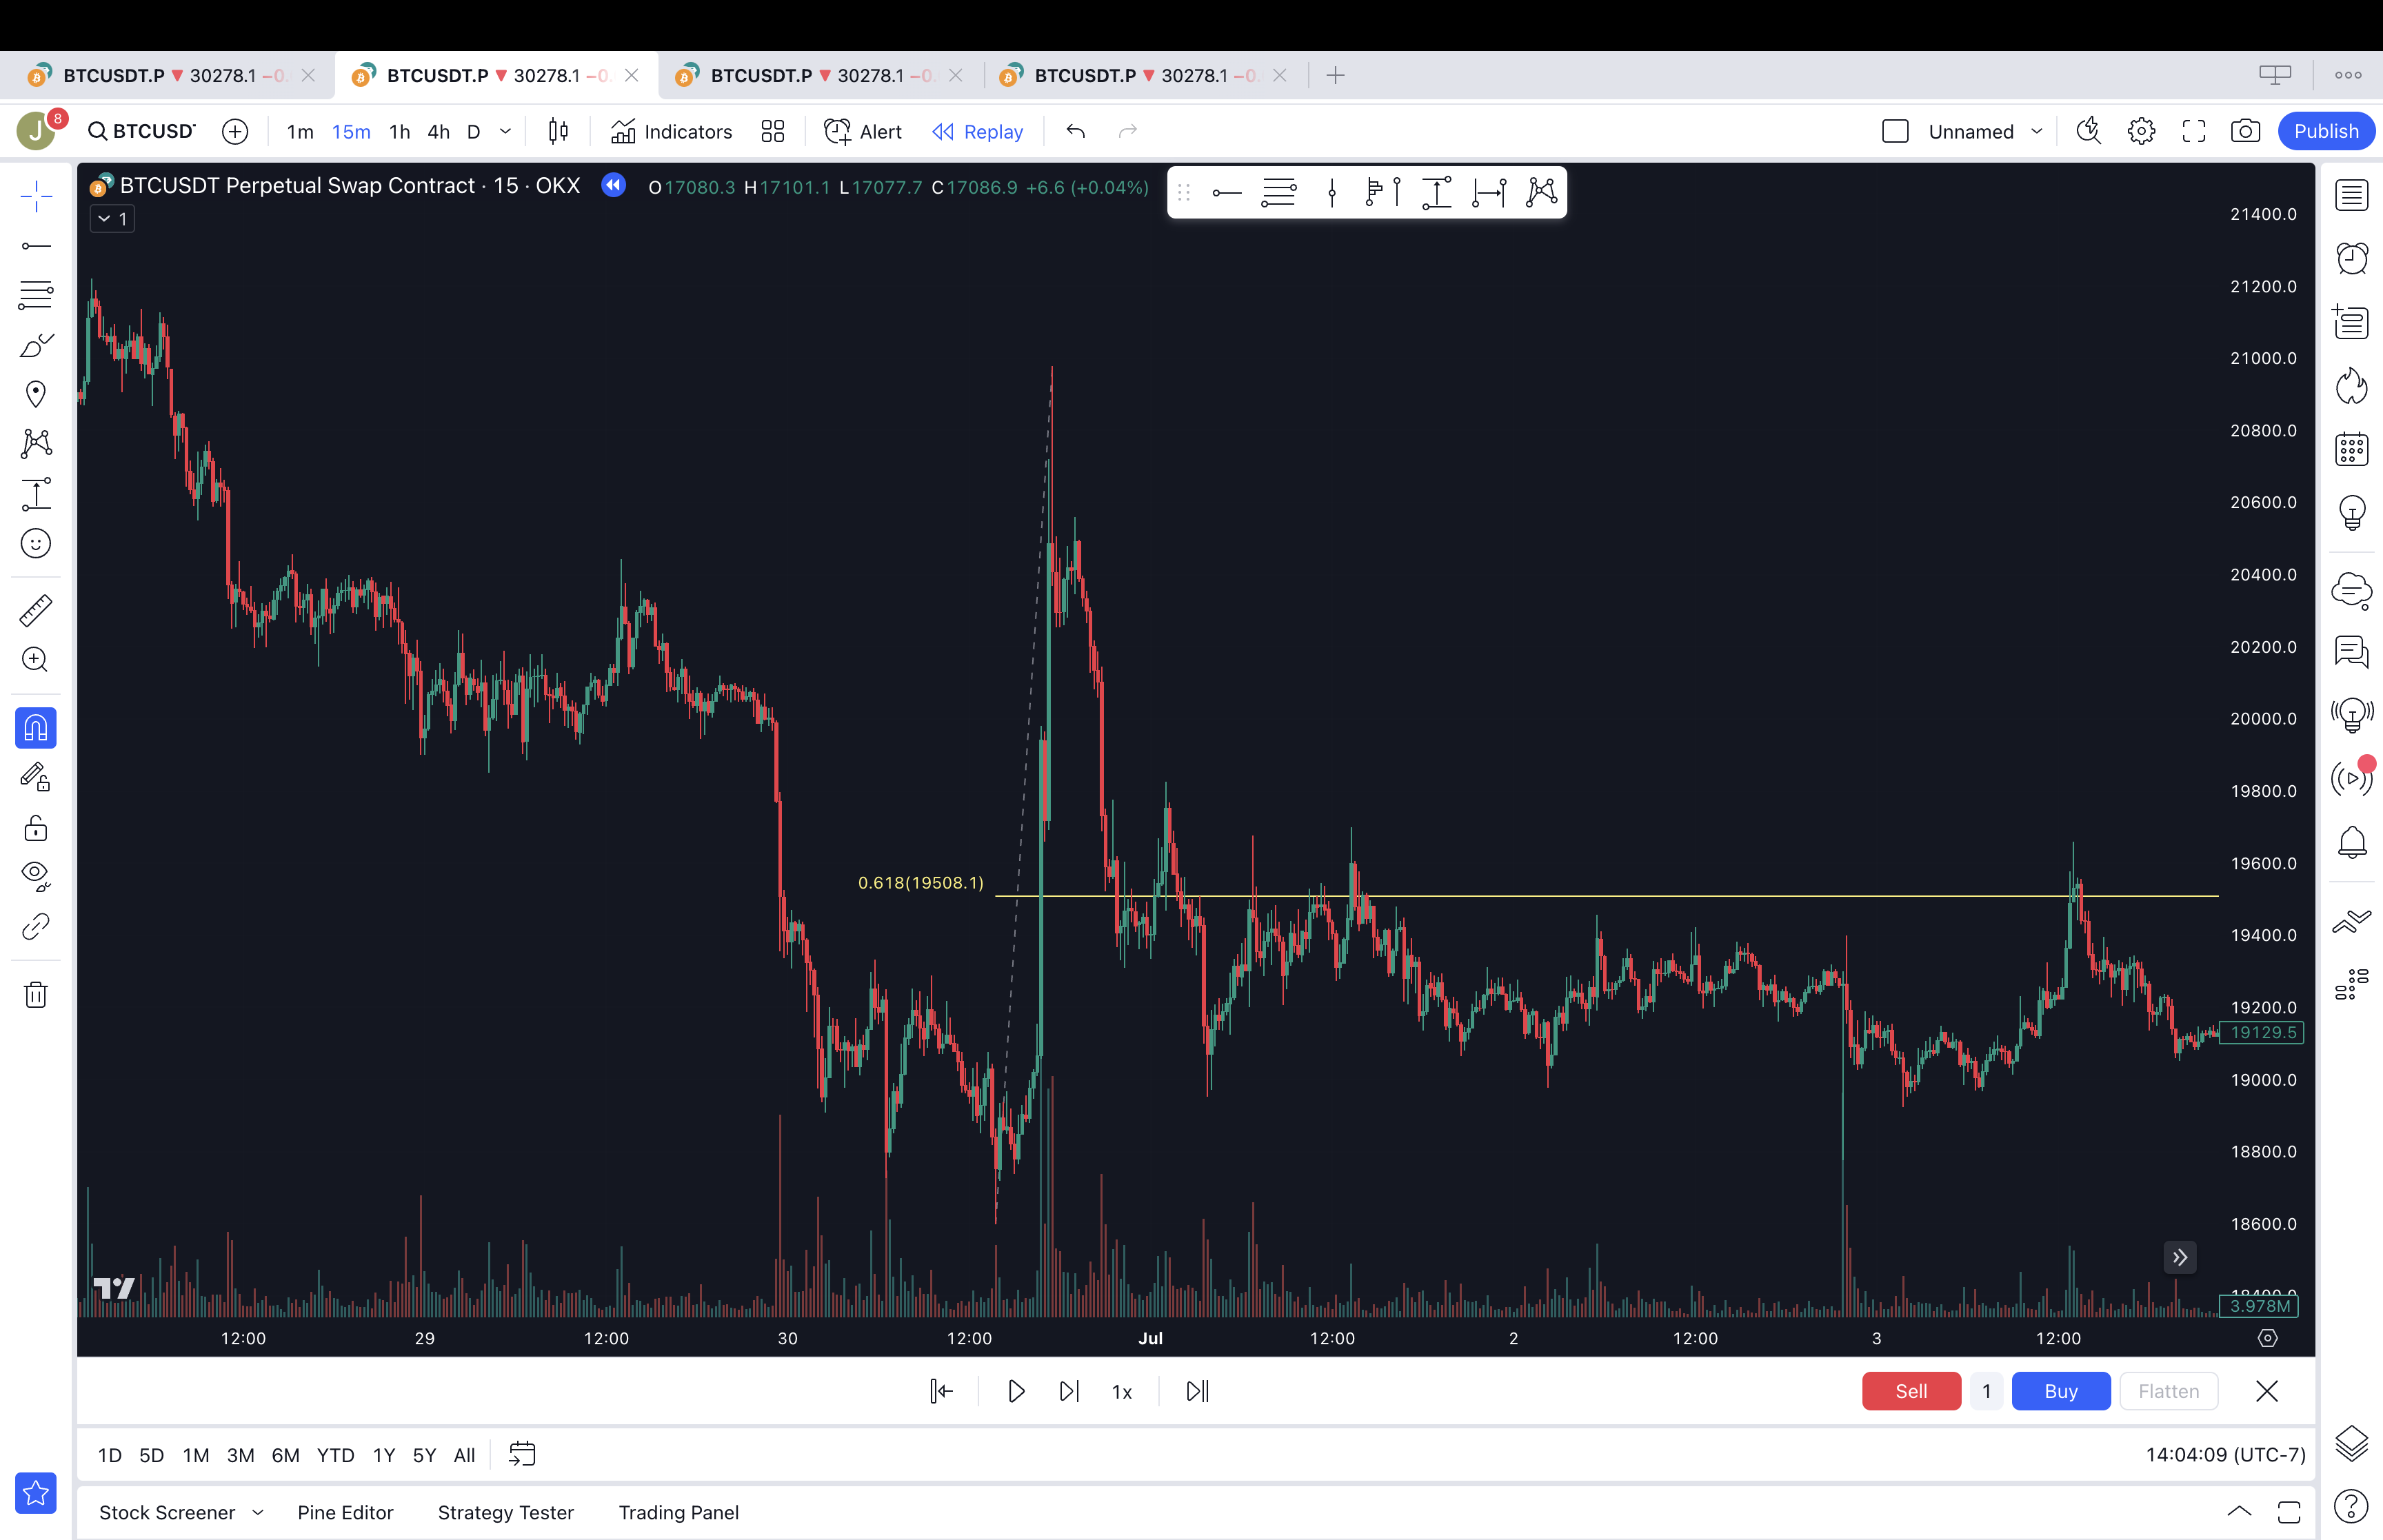 BTCUSDT.P ▼ 30278.1 −0. BTCUSDT.P ▼ 30278.1 −0. BTCUSDT.P ▼ 30278.1 −0. BTCUSDT.P ▼ 30278.1 −0.
J 8 BTCUSD 1m 15m 1h 4h D Indicators Alert Replay Unnamed Publish
BTCUSDT Perpetual Swap Contract · 15 · OKX O17080.3 H17101.1 L17077.7 C17086.9 +6.6 (+0.04%)
1
21400.0
21200.0
21000.0
20800.0
20600.0
20400.0
20200.0
20000.0
19800.0
19600.0
0.618(19508.1)
19400.0
19200.0
19129.5
19000.0
18800.0
18600.0
18400.0
3.978M
12:00 29 12:00 30 12:00 Jul 12:00 2 12:00 3 12:00
1x Sell 1 Buy Flatten
1D 5D 1M 3M 6M YTD 1Y 5Y All 14:04:09 (UTC-7)
Stock Screener Pine Editor Strategy Tester Trading Panel